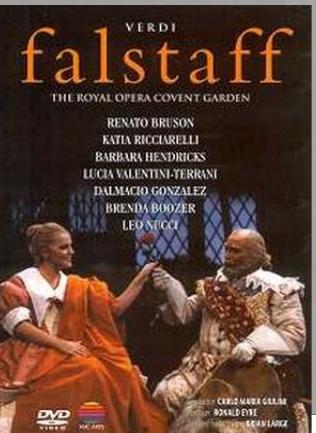 VERDI
falstaff
THE ROYAL OPERA COVENT GARDEN
RENATO BRUSON
KATIA RICCIARELLI
BARBARA HENDRICKS
LUCIA VALENTINI-TERRANI
DALMACIO GONZALEZ
BRENDA BOOZER
LEO NUCCI
CARLO MARIA GIULINI
RONALD EYRE
BRIAN LARGE
DVD
VIDEO